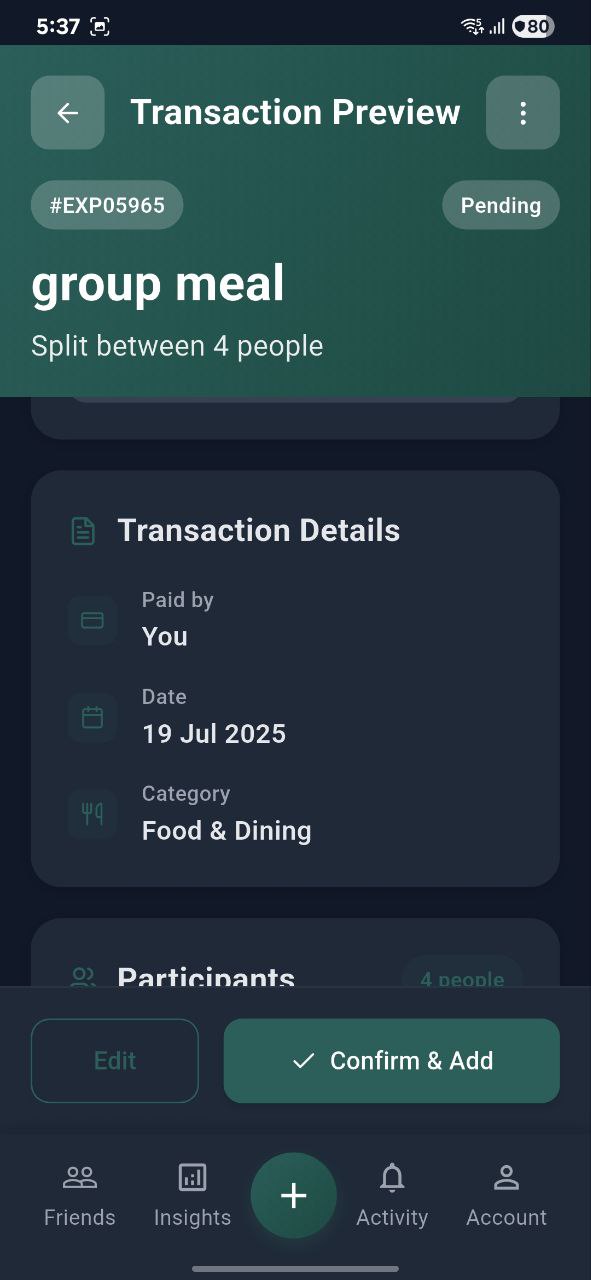 5:37
5
80
Transaction Preview
#EXP05965
Pending
group meal
Split between 4 people
Transaction Details
Paid by
You
Date
19 Jul 2025
Category
Food & Dining
Participants
4 people
Edit
Confirm & Add
Friends
Insights
Activity
Account